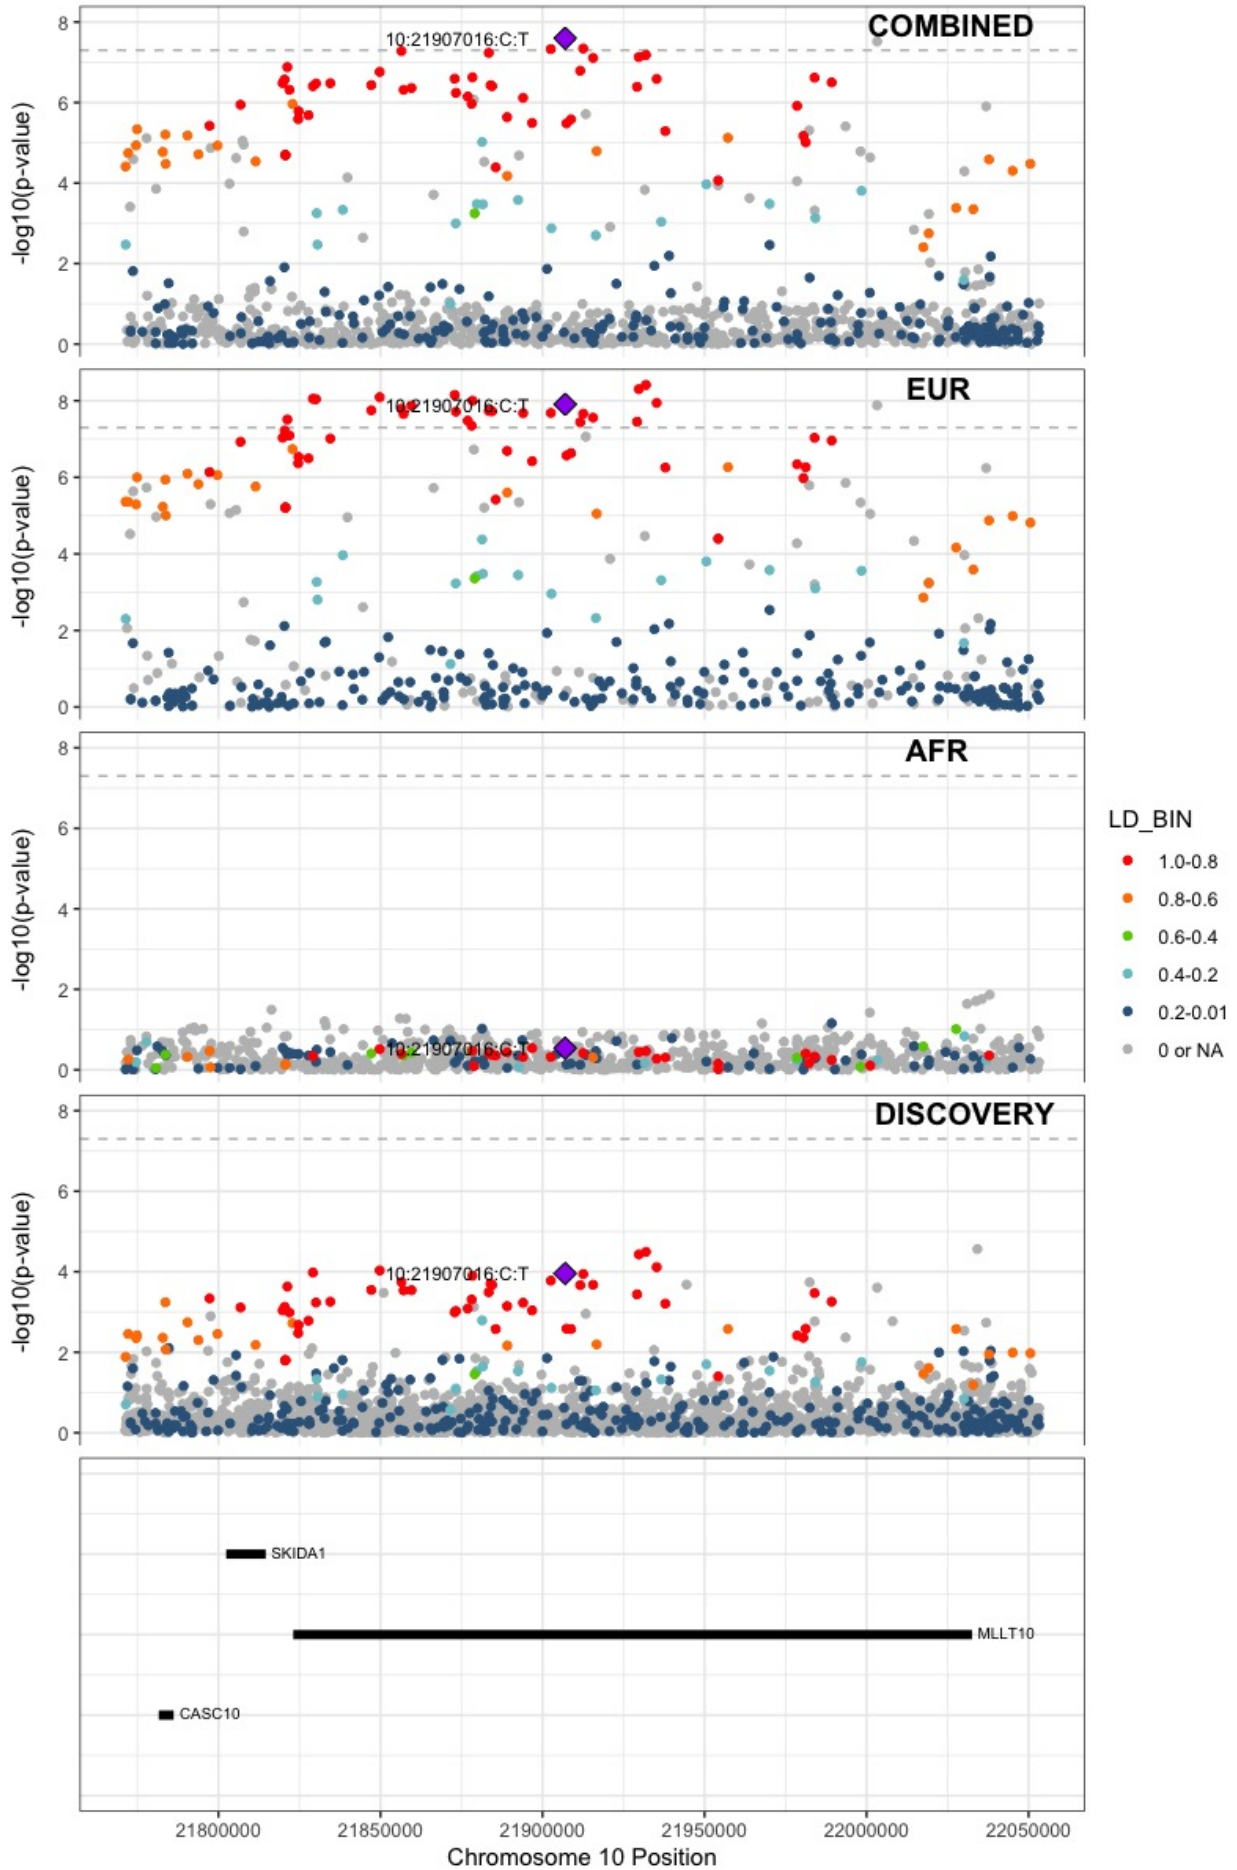 COMBINED
10:21907016:C:T
-log10(p-value)
8
6
4
2
0
EUR
10:21907016:C:T
-log10(p-value)
8
6
4
2
0
AFR
10:21907016:C:T
-log10(p-value)
8
6
4
2
0
LD_BIN
1.0-0.8
0.8-0.6
0.6-0.4
0.4-0.2
0.2-0.01
0 or NA
DISCOVERY
10:21907016:C:T
-log10(p-value)
8
6
4
2
0
SKIDA1
MLLT10
CASC10
21800000 21850000 21900000 21950000 22000000 22050000
Chromosome 10 Position